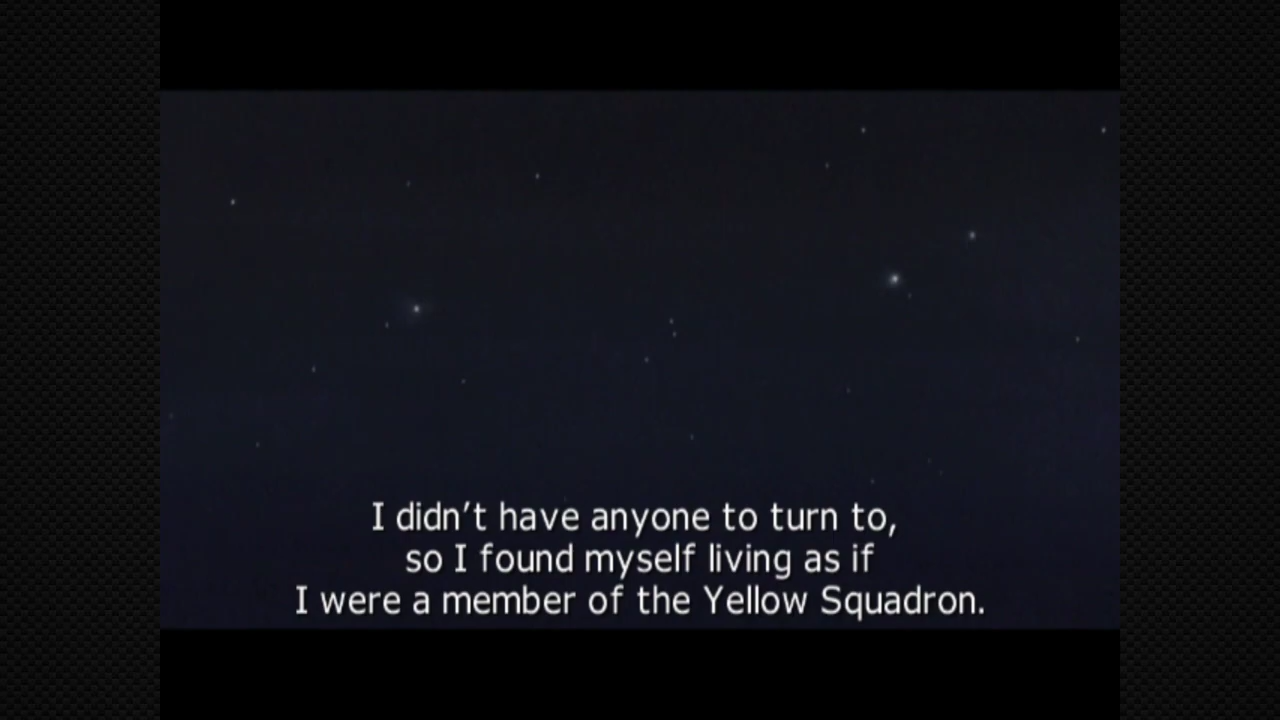 I didn't have anyone to turn to,
so I found myself living as if
I were a member of the Yellow Squadron.